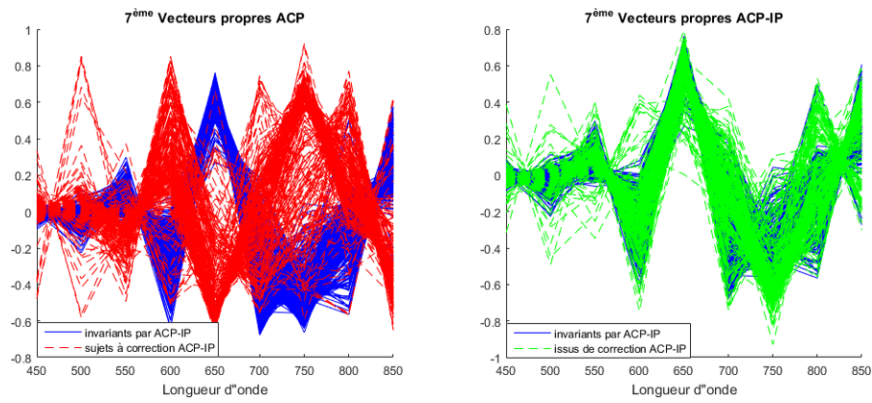 7ème Vecteurs propres ACP
1
0.8
0.6
0.4
0.2
0
-0.2
-0.4
-0.6
-0.8
450 500 550 600 650 700 750 800 850
invariants par ACP-IP
sujets à correction ACP-IP
Longueur d"onde
7ème Vecteurs propres ACP-IP
0.8
0.6
0.4
0.2
0
-0.2
-0.4
-0.6
-0.8
-1
450 500 550 600 650 700 750 800 850
invariants par ACP-IP
issus de correction ACP-IP
Longueur d"onde